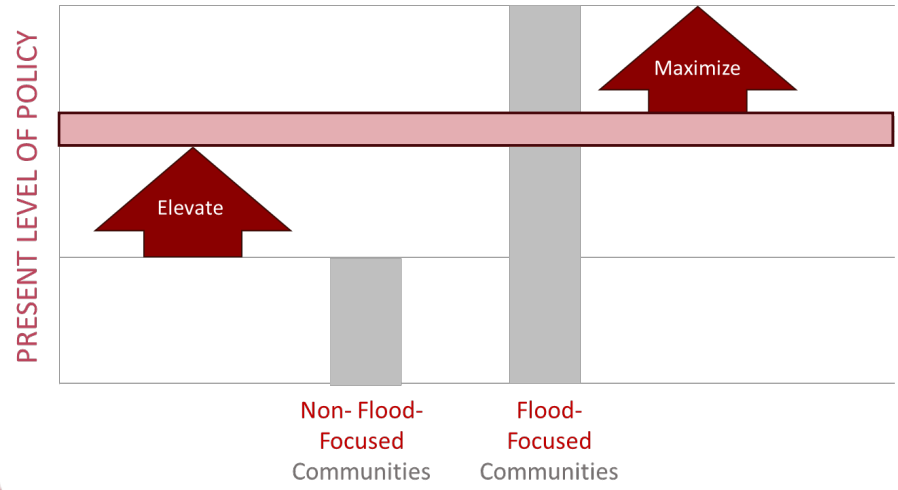 PRESENT LEVEL OF POLICY
Maximize
Elevate
Non- Flood-
Focused
Communities
Flood-
Focused
Communities